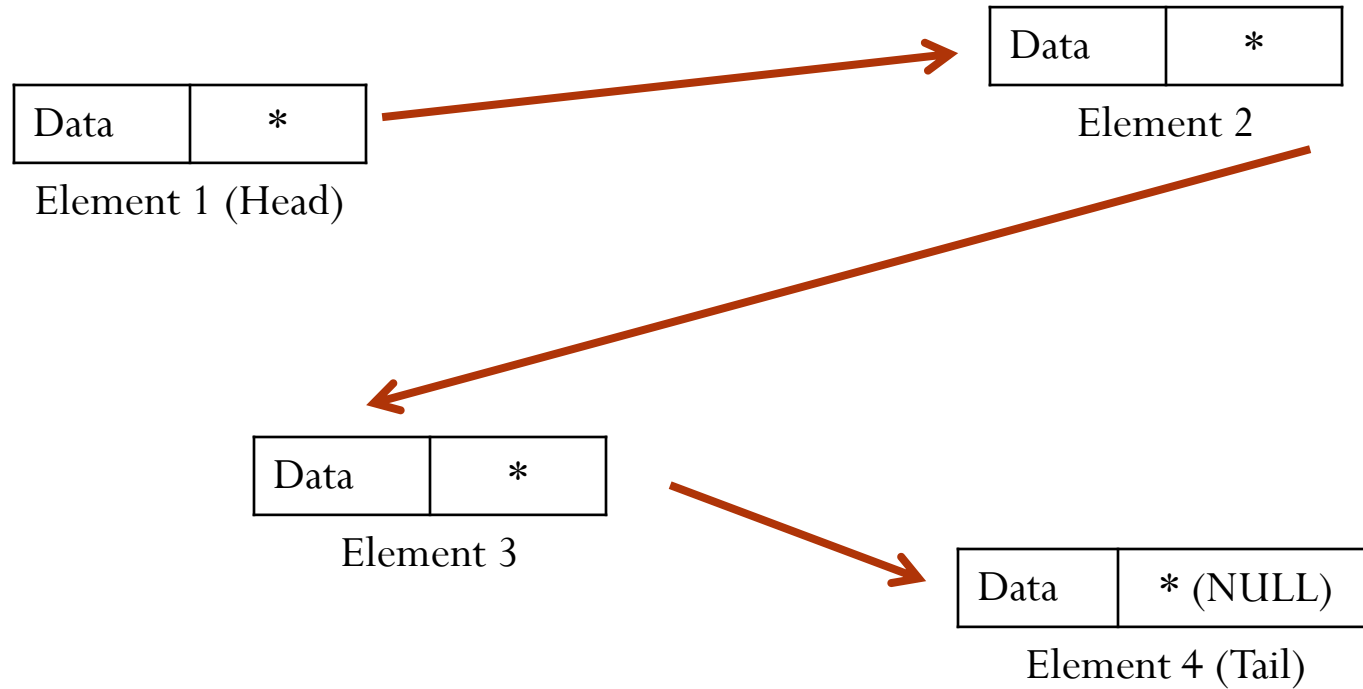 Data *
Element 1 (Head)
Data *
Element 2
Data *
Element 3
Data * (NULL)
Element 4 (Tail)